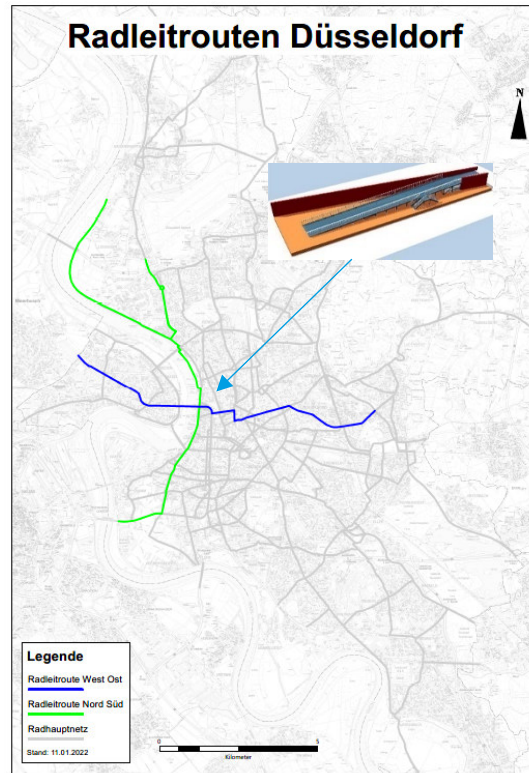 Radleitrouten Düsseldorf
N
Legende
Radleitroute West Ost
Radleitroute Nord Süd
Radhauptnetz
Stand: 11.01.2022
0 5
Kilometer